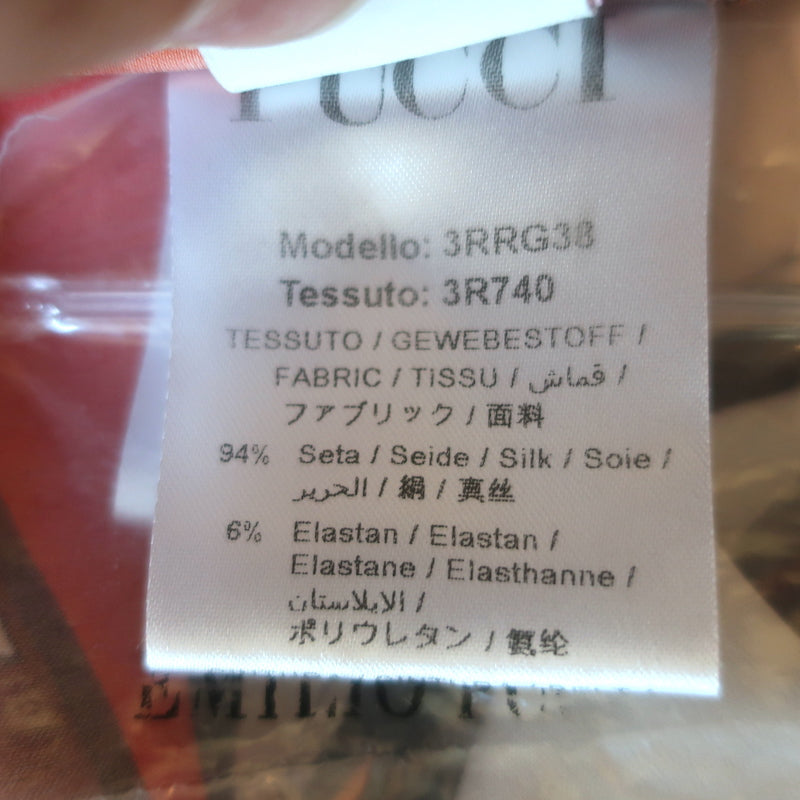 PUCCI
Modello: 3RRG38
Tessuto: 3R740
TESSUTO / GEWEBESTOFF /
FABRIC / TISSU / قماش /
ファブリック / 面料
94% Seta / Seide / Silk / Soie /
الحرير / 絹 / 真丝
6% Elastan / Elastan /
Elastane / Elasthanne /
الايلاستان /
ポリウレタン / 氨纶
EMILIO PU